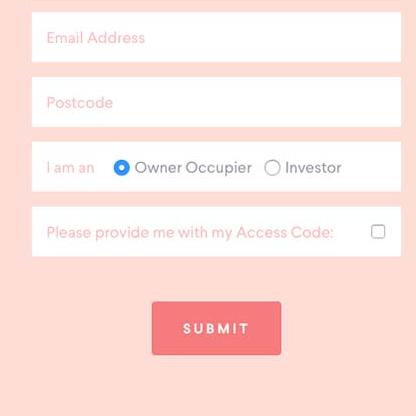 Email Address
Postcode
I am an Owner Occupier Investor
Please provide me with my Access Code:
SUBMIT